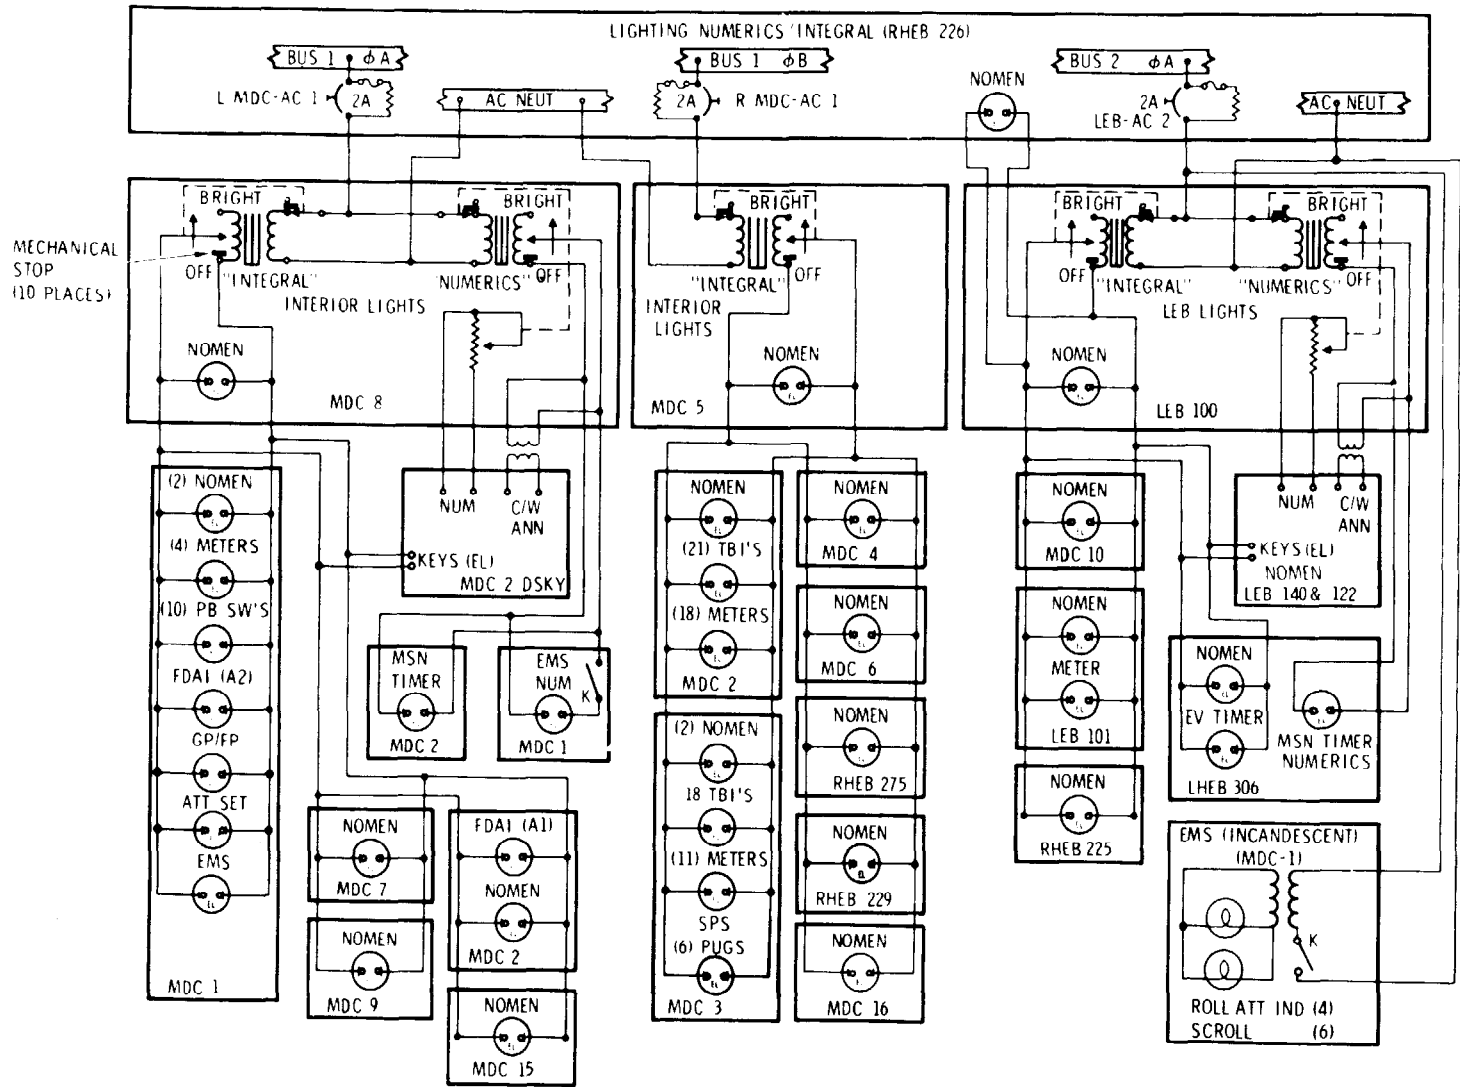 LIGHTING NUMERICS INTEGRAL (RHEB 226)
BUS 1 φA
BUS 1 φB
BUS 2 φA
NOMEN
L MDC-AC 1
2A
AC NEUT
2A
R MDC-AC 1
2A
LEB-AC 2
AC NEUT
MECHANICAL
STOP
(10 PLACES)
BRIGHT
BRIGHT
OFF
OFF
"INTEGRAL"
"NUMERICS"
INTERIOR LIGHTS
NOMEN
MDC 8
BRIGHT
OFF
"INTEGRAL"
INTERIOR
LIGHTS
NOMEN
MDC 5
BRIGHT
BRIGHT
OFF
OFF
"INTEGRAL"
"NUMERICS"
LEB LIGHTS
NOMEN
LEB 100
(2) NOMEN
(4) METERS
(10) PB SW'S
FDAI (A2)
GP/FP
ATT SET
EMS
MDC 1
NUM
C/W
ANN
KEYS (EL)
MDC 2 DSKY
MSN
TIMER
MDC 2
EMS
NUM
K
MDC 1
NOMEN
MDC 7
NOMEN
MDC 9
FDAI (A1)
NOMEN
MDC 2
NOMEN
MDC 15
NOMEN
(21) TBI'S
(18) METERS
MDC 2
(2) NOMEN
18 TBI'S
(11) METERS
SPS
(6) PUGS
MDC 3
NOMEN
MDC 4
NOMEN
MDC 6
NOMEN
RHEB 275
NOMEN
RHEB 229
NOMEN
MDC 16
NOMEN
MDC 10
NOMEN
METER
LEB 101
NOMEN
RHEB 225
NUM
C/W
ANN
KEYS (EL)
NOMEN
LEB 140 & 122
NOMEN
EV TIMER
MSN TIMER
NUMERICS
LHEB 306
EMS (INCANDESCENT)
(MDC-1)
K
ROLL ATT IND (4)
SCROLL (6)